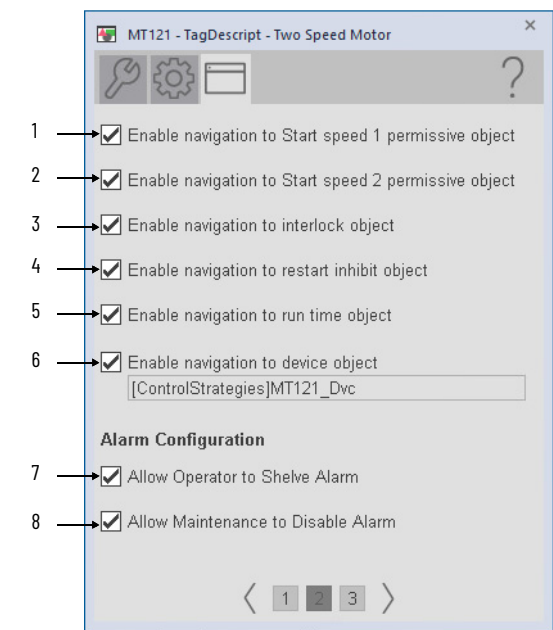 MT121 - TagDescript - Two Speed Motor
?
1 Enable navigation to Start speed 1 permissive object
2 Enable navigation to Start speed 2 permissive object
3 Enable navigation to interlock object
4 Enable navigation to restart inhibit object
5 Enable navigation to run time object
6 Enable navigation to device object
[ControlStrategies]MT121_Dvc
Alarm Configuration
7 Allow Operator to Shelve Alarm
8 Allow Maintenance to Disable Alarm
1 2 3